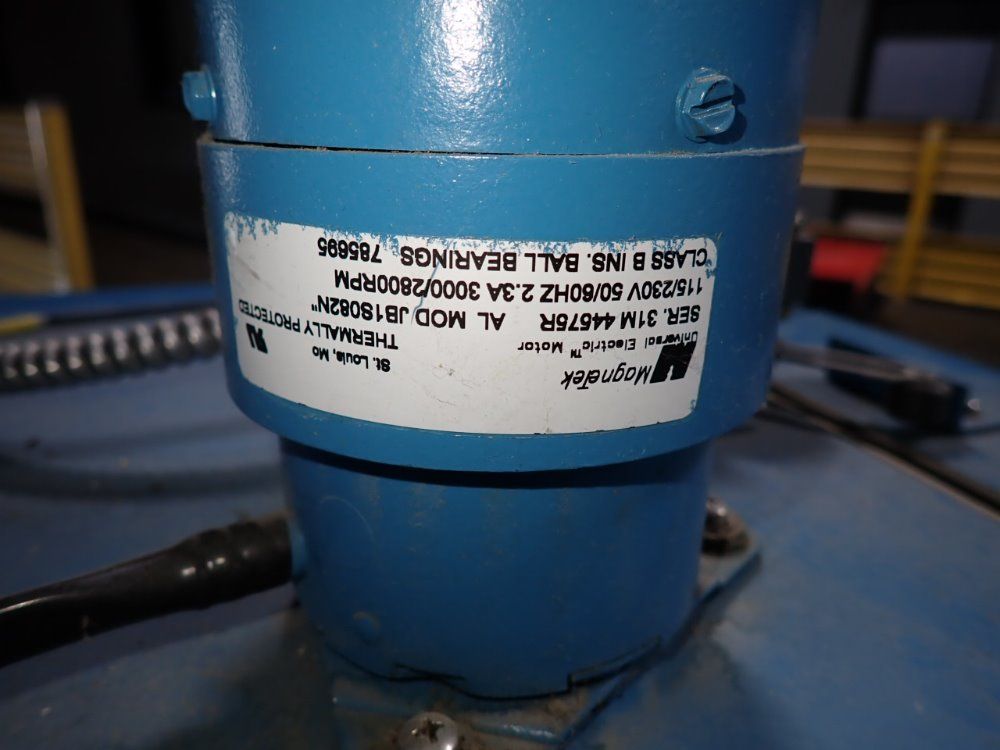 MagneTek
Universal Electric™ Motor
St. Louis, Mo
THERMALLY PROTECTED
SER. 31M 44575R AL MOD JB1S082N"
115/230V 50/60HZ 2.3A 3000/2800RPM
CLASS B INS. BALL BEARINGS 785695